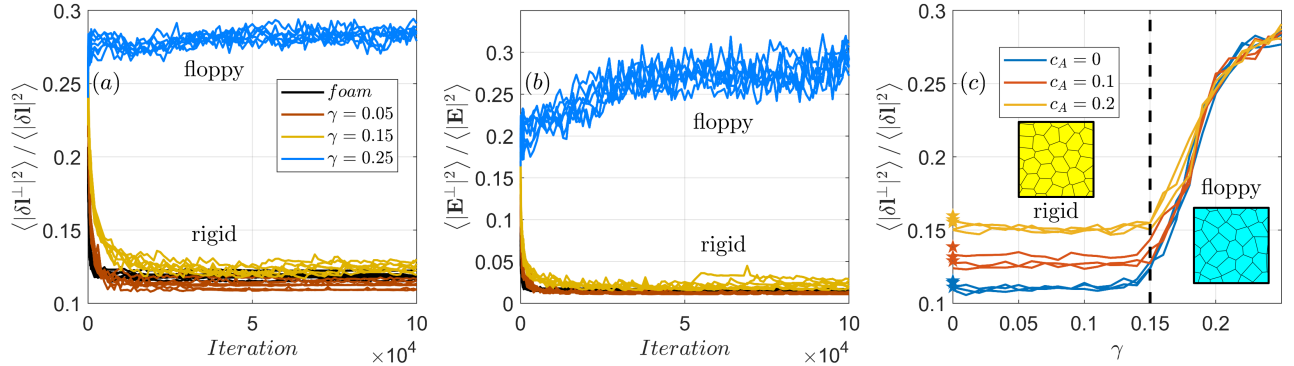 0.3
0.25
0.2
0.15
0.1
⟨|δl^⊥|²⟩ / ⟨|δl|²⟩
(a)
floppy
foam
γ = 0.05
γ = 0.15
γ = 0.25
rigid
0
5
10
Iteration
×10⁴
0.3
0.25
0.2
0.15
0.1
0.05
0
⟨|E^⊥|²⟩ / ⟨|E|²⟩
(b)
floppy
rigid
0
5
10
Iteration
×10⁴
0.3
0.25
0.2
0.15
0.1
⟨|δl^⊥|²⟩ / ⟨|δl|²⟩
(c)
c_A = 0
c_A = 0.1
c_A = 0.2
rigid
floppy
0
0.05
0.1
0.15
0.2
γ